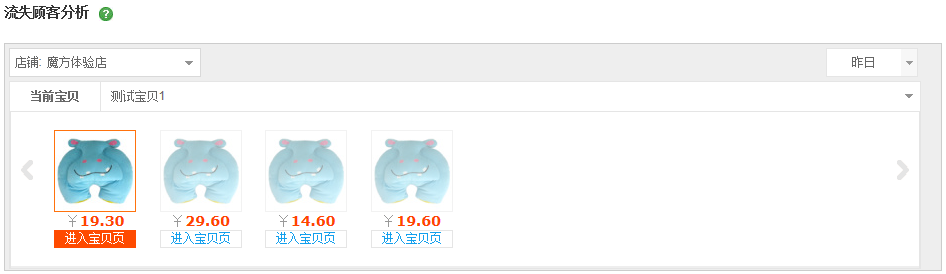 流失顾客分析 ?
店铺: 魔方体验店 昨日
当前宝贝 测试宝贝1
¥19.30 ¥29.60 ¥14.60 ¥19.60
进入宝贝页 进入宝贝页 进入宝贝页 进入宝贝页